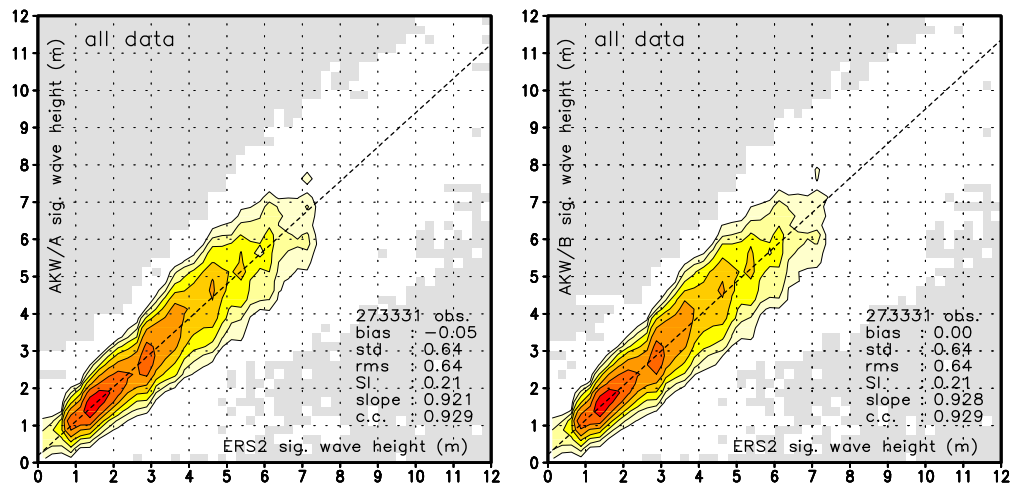 12
11
10
9
8
7
6
5
4
3
2
1
0
AKW/A sig. wave height (m)
all data
273331 obs.
bias : −0.05
std : 0.64
rms : 0.64
SI : 0.21
slope : 0.921
c.c. : 0.929
ERS2 sig. wave height (m)
0 1 2 3 4 5 6 7 8 9 10 11 12
12
11
10
9
8
7
6
5
4
3
2
1
0
AKW/B sig. wave height (m)
all data
273331 obs.
bias : 0.00
std : 0.64
rms : 0.64
SI : 0.21
slope : 0.928
c.c. : 0.929
ERS2 sig. wave height (m)
0 1 2 3 4 5 6 7 8 9 10 11 12